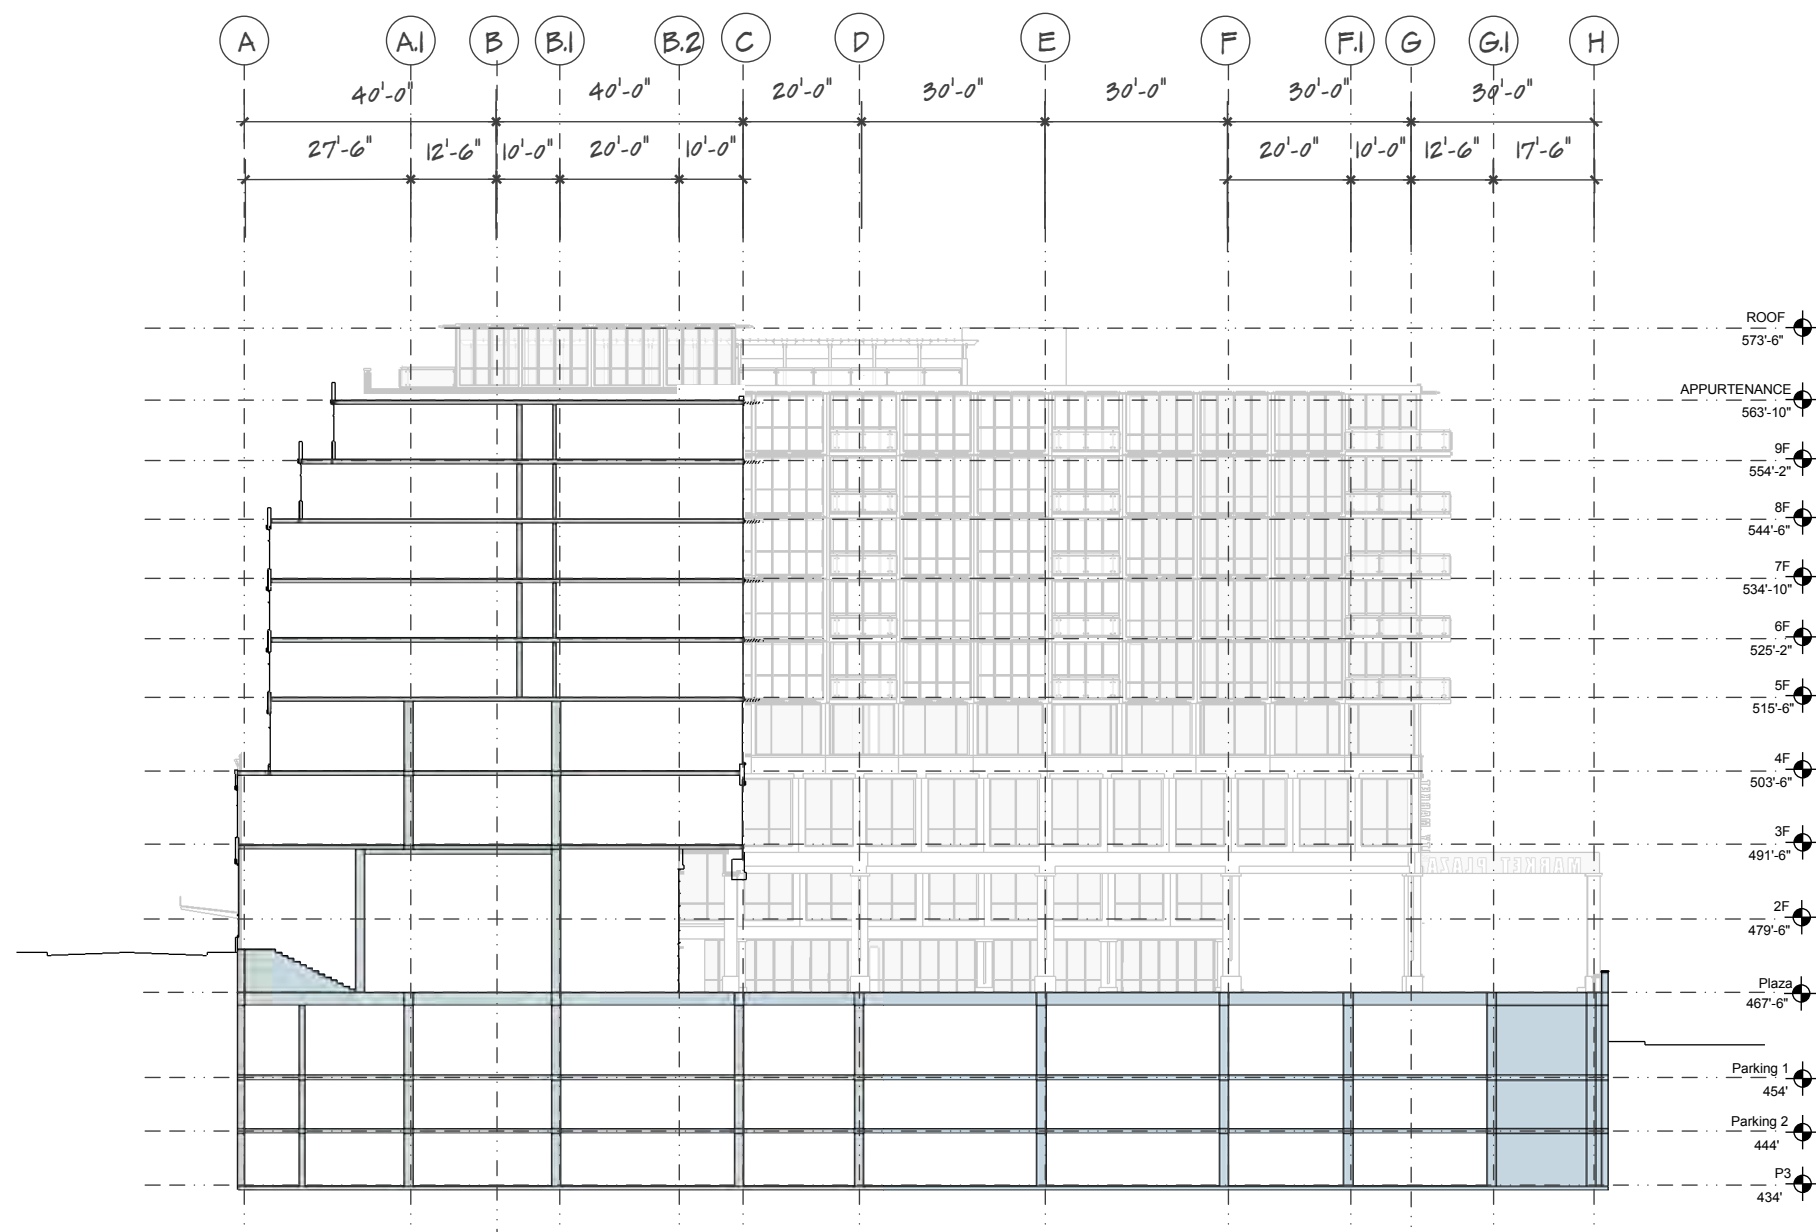 A A.1 B B.1 B.2 C D E F F.1 G G.1 H
40'-0" 40'-0" 20'-0" 30'-0" 30'-0" 30'-0" 30'-0"
27'-6" 12'-6" 10'-0" 20'-0" 10'-0" 20'-0" 10'-0" 12'-6" 17'-6"
ROOF
573'-6"
APPURTENANCE
563'-10"
9F
554'-2"
8F
544'-6"
7F
534'-10"
6F
525'-2"
5F
515'-6"
4F
503'-6"
3F
491'-6"
MARKET PLAZA
2F
479'-6"
Plaza
467'-6"
Parking 1
454'
Parking 2
444'
P3
434'